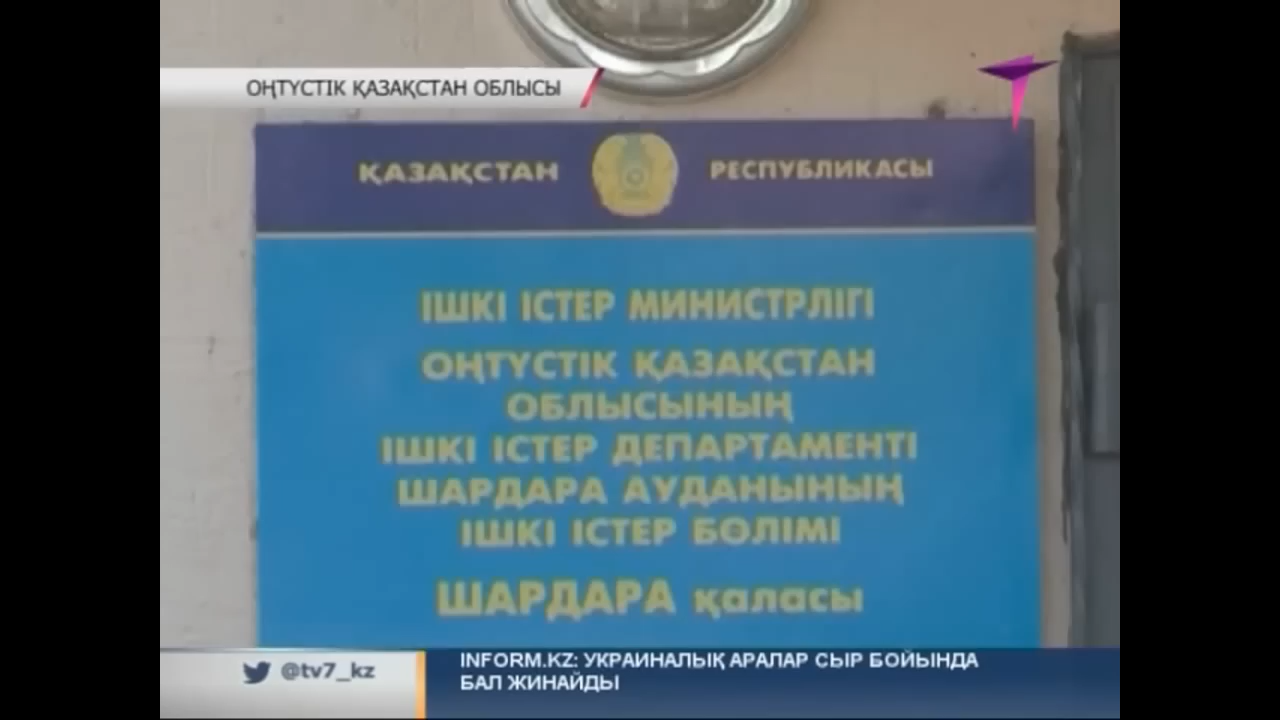 ОҢТҮСТІК ҚАЗАҚСТАН ОБЛЫСЫ
ҚАЗАҚСТАН РЕСПУБЛИКАСЫ
ІШКІ ІСТЕР МИНИСТРЛІГІ
ОҢТҮСТІК ҚАЗАҚСТАН
ОБЛЫСЫНЫҢ
ІШКІ ІСТЕР ДЕПАРТАМЕНТІ
ШАРДАРА АУДАНЫНЫҢ
ІШКІ ІСТЕР БӨЛІМІ
ШАРДАРА қаласы
@tv7_kz
INFORM.KZ: УКРАИНАЛЫҚ АРАЛАР СЫР БОЙЫНДА
БАЛ ЖИНАЙДЫ